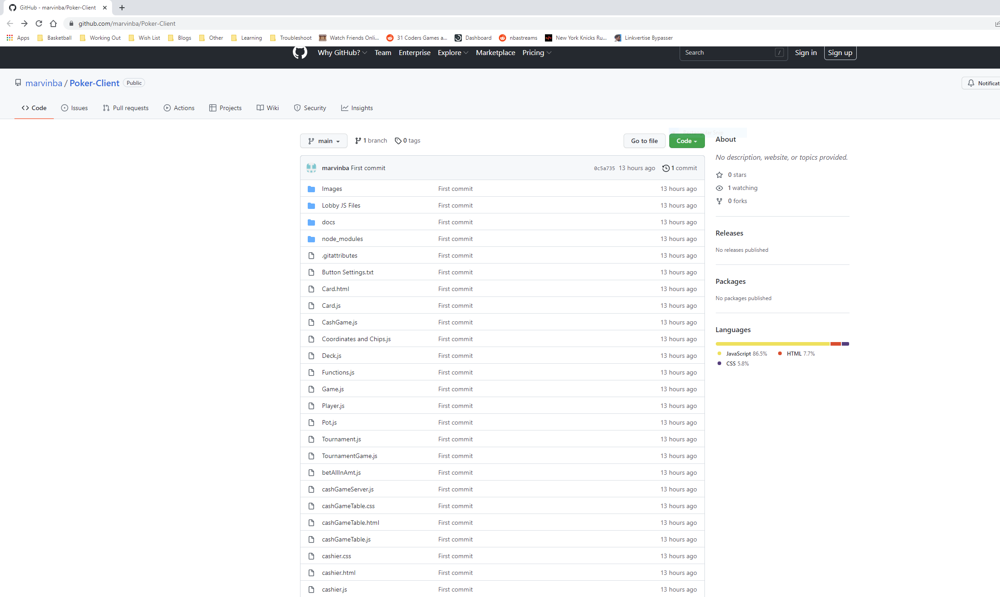 GitHub - marvinba/Poker-Client
github.com/marvinba/Poker-Client
Apps Basketball Working Out Wish List Blogs Other Learning Troubleshoot Watch Friends Onli... 31 Coders Games a... Dashboard nbastreams New York Knicks Ru... Linkvertise Bypasser
Why GitHub? Team Enterprise Explore Marketplace Pricing Search / Sign in Sign up
marvinba / Poker-Client Public Notificat
Code Issues Pull requests Actions Projects Wiki Security Insights
Rectangular Snip
main 1 branch 0 tags Go to file Code
marvinba First commit 0c5a735 13 hours ago 1 commit
Images First commit 13 hours ago
Lobby JS Files First commit 13 hours ago
docs First commit 13 hours ago
node_modules First commit 13 hours ago
.gitattributes First commit 13 hours ago
Button Settings.txt First commit 13 hours ago
Card.html First commit 13 hours ago
Card.js First commit 13 hours ago
CashGame.js First commit 13 hours ago
Coordinates and Chips.js First commit 13 hours ago
Deck.js First commit 13 hours ago
Functions.js First commit 13 hours ago
Game.js First commit 13 hours ago
Player.js First commit 13 hours ago
Pot.js First commit 13 hours ago
Tournament.js First commit 13 hours ago
TournamentGame.js First commit 13 hours ago
betAllInAmt.js First commit 13 hours ago
cashGameServer.js First commit 13 hours ago
cashGameTable.css First commit 13 hours ago
cashGameTable.html First commit 13 hours ago
cashGameTable.js First commit 13 hours ago
cashier.css First commit 13 hours ago
cashier.html First commit 13 hours ago
cashier.js First commit 13 hours ago
About
No description, website, or topics provided.
0 stars
1 watching
0 forks
Releases
No releases published
Packages
No packages published
Languages
JavaScript 86.5% HTML 7.7%
CSS 5.8%